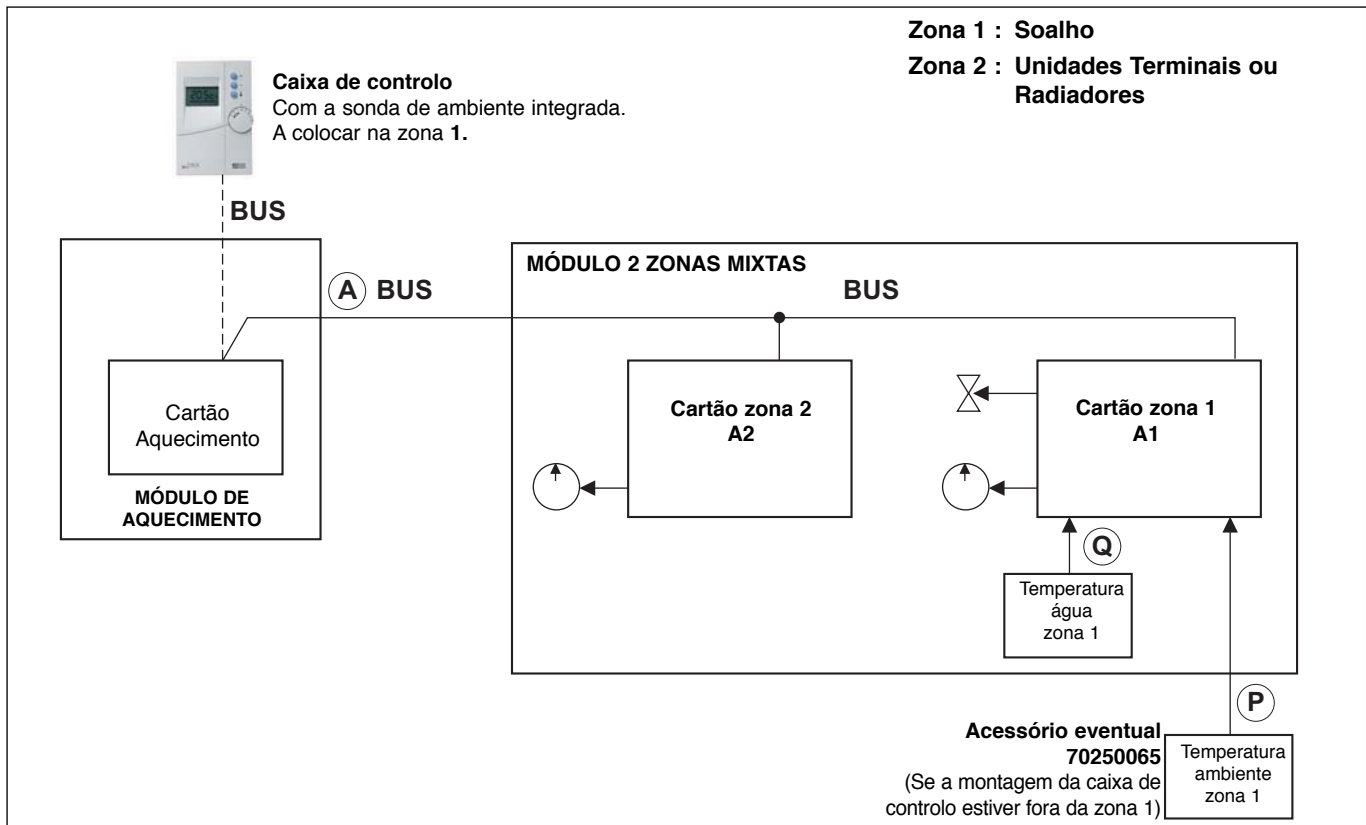 Zona 1 : Soalho
Zona 2 : Unidades Terminais ou
Radiadores
Caixa de controlo
Com a sonda de ambiente integrada.
A colocar na zona 1.
BUS
A BUS
MÓDULO 2 ZONAS MIXTAS
BUS
Cartão
Aquecimento
MÓDULO DE
AQUECIMENTO
Cartão zona 2
A2
Cartão zona 1
A1
Q
Temperatura
água
zona 1
P
Acessório eventual
70250065
(Se a montagem da caixa de
controlo estiver fora da zona 1)
Temperatura
ambiente
zona 1